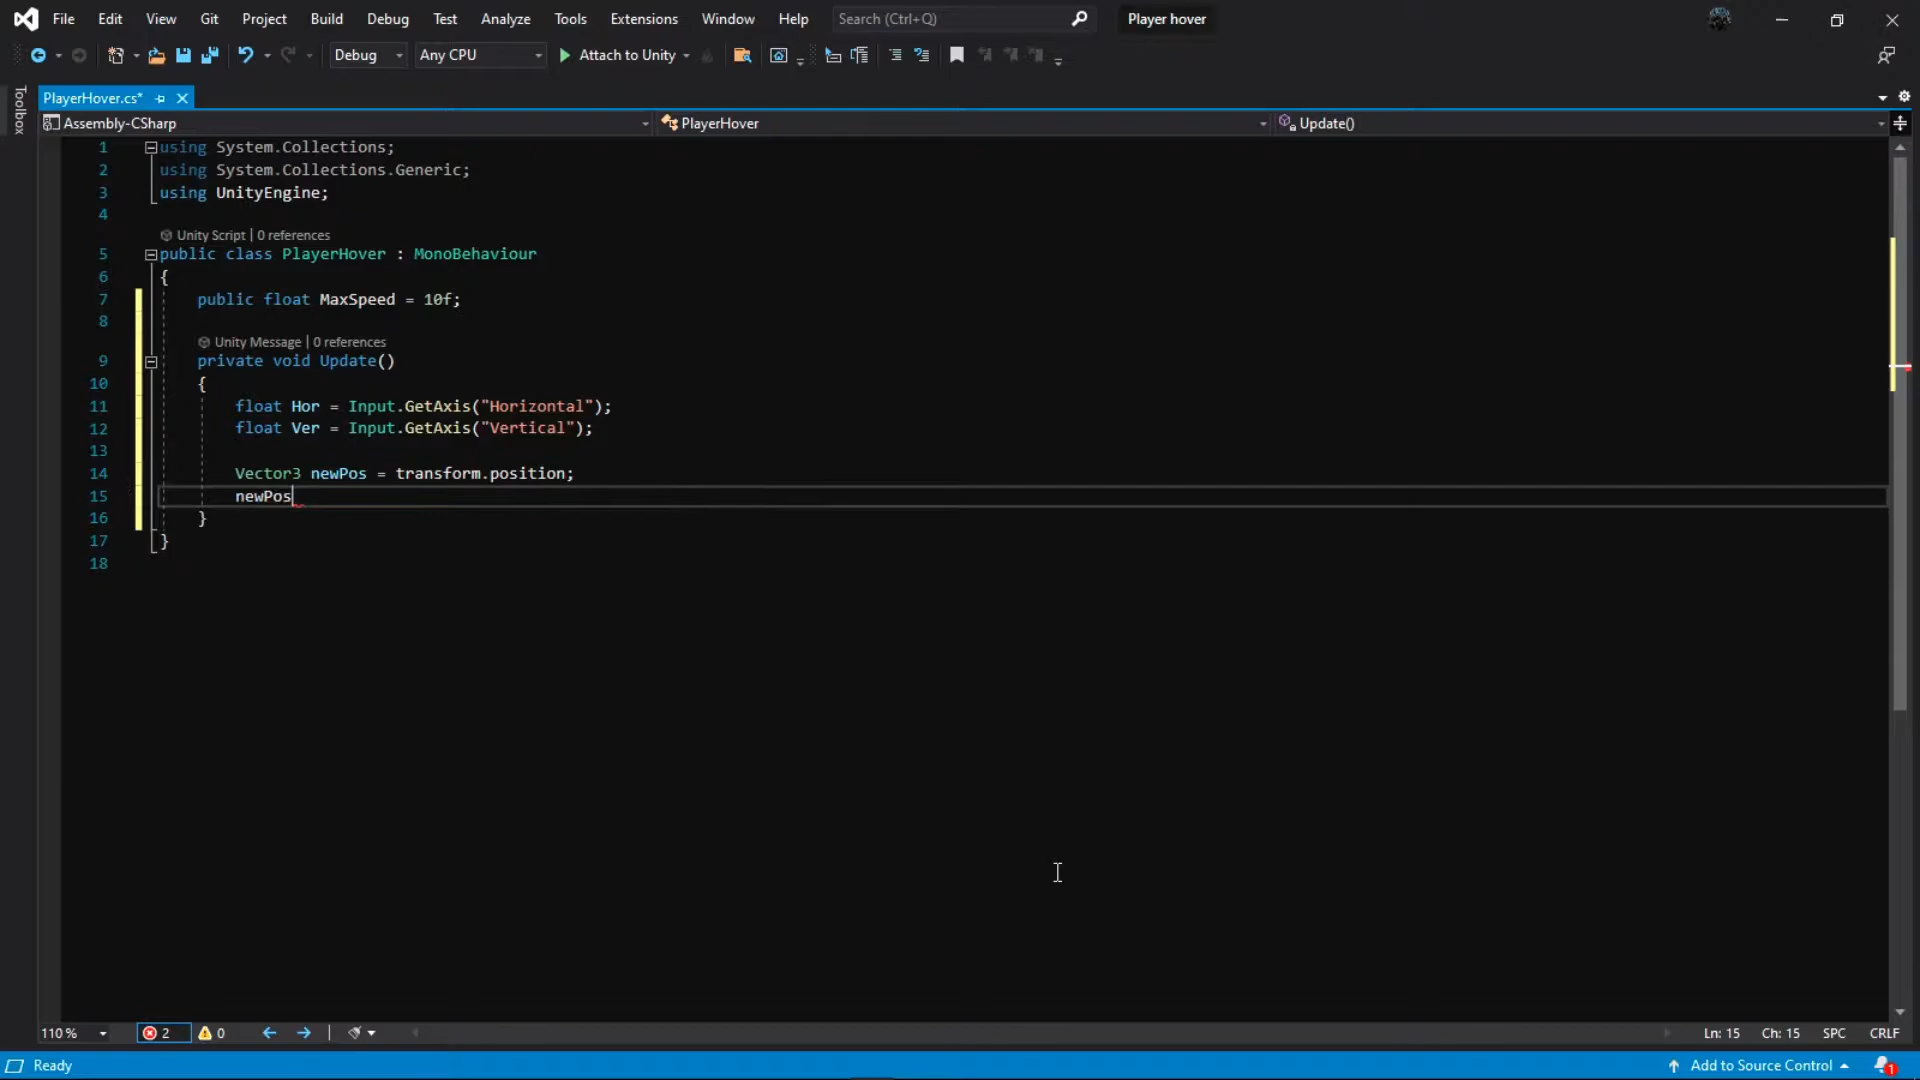 File Edit View Git Project Build Debug Test Analyze Tools Extensions Window Help Search (Ctrl+Q) Player hover
Debug Any CPU Attach to Unity
Toolbox
PlayerHover.cs*
Assembly-CSharp PlayerHover Update()
1 using System.Collections;
2 using System.Collections.Generic;
3 using UnityEngine;
4
Unity Script | 0 references
5 public class PlayerHover : MonoBehaviour
6 {
7 public float MaxSpeed = 10f;
8
Unity Message | 0 references
9 private void Update()
10 {
11 float Hor = Input.GetAxis("Horizontal");
12 float Ver = Input.GetAxis("Vertical");
13
14 Vector3 newPos = transform.position;
15 newPos
16 }
17 }
18
110 % 2 0 Ln: 15 Ch: 15 SPC CRLF
Ready Add to Source Control 1